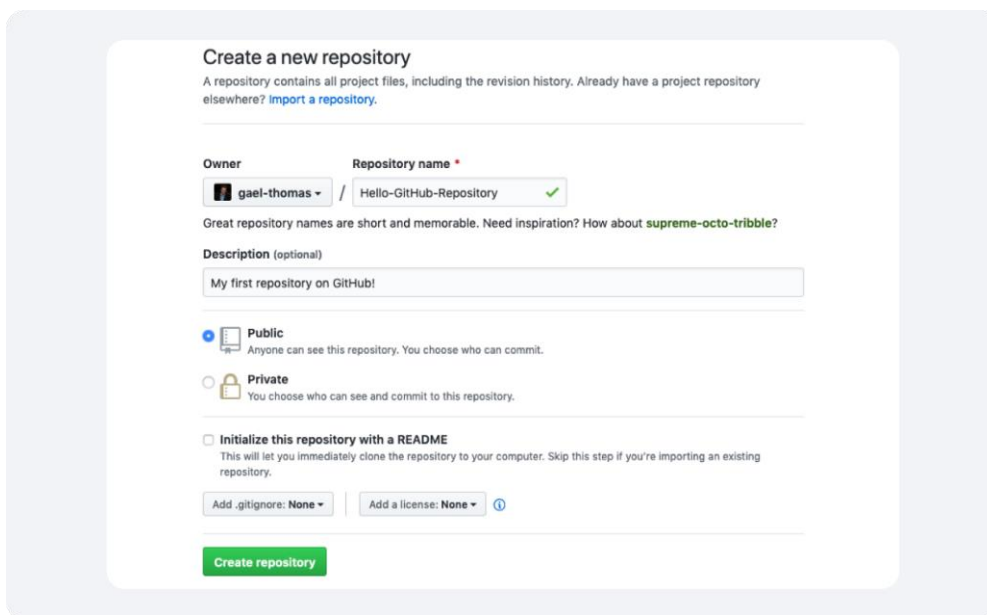 Create a new repository
A repository contains all project files, including the revision history. Already have a project repository
elsewhere? Import a repository.
Owner Repository name *
gael-thomas / Hello-GitHub-Repository
Great repository names are short and memorable. Need inspiration? How about supreme-octo-tribble?
Description (optional)
My first repository on GitHub!
Public
Anyone can see this repository. You choose who can commit.
Private
You choose who can see and commit to this repository.
Initialize this repository with a README
This will let you immediately clone the repository to your computer. Skip this step if you're importing an existing
repository.
Add .gitignore: None Add a license: None
Create repository